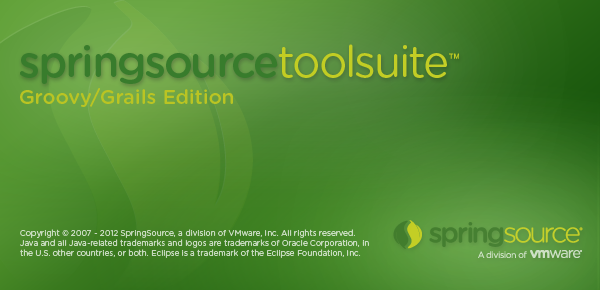 springsourcetoolsuite™
Groovy/Grails Edition
Copyright © 2007 - 2012 SpringSource, a division of VMware, Inc. All rights reserved.
Java and all Java-related trademarks and logos are trademarks of Oracle Corporation, in
the U.S. other countries, or both. Eclipse is a trademark of the Eclipse Foundation, Inc.
springsource®
A division of vmware®